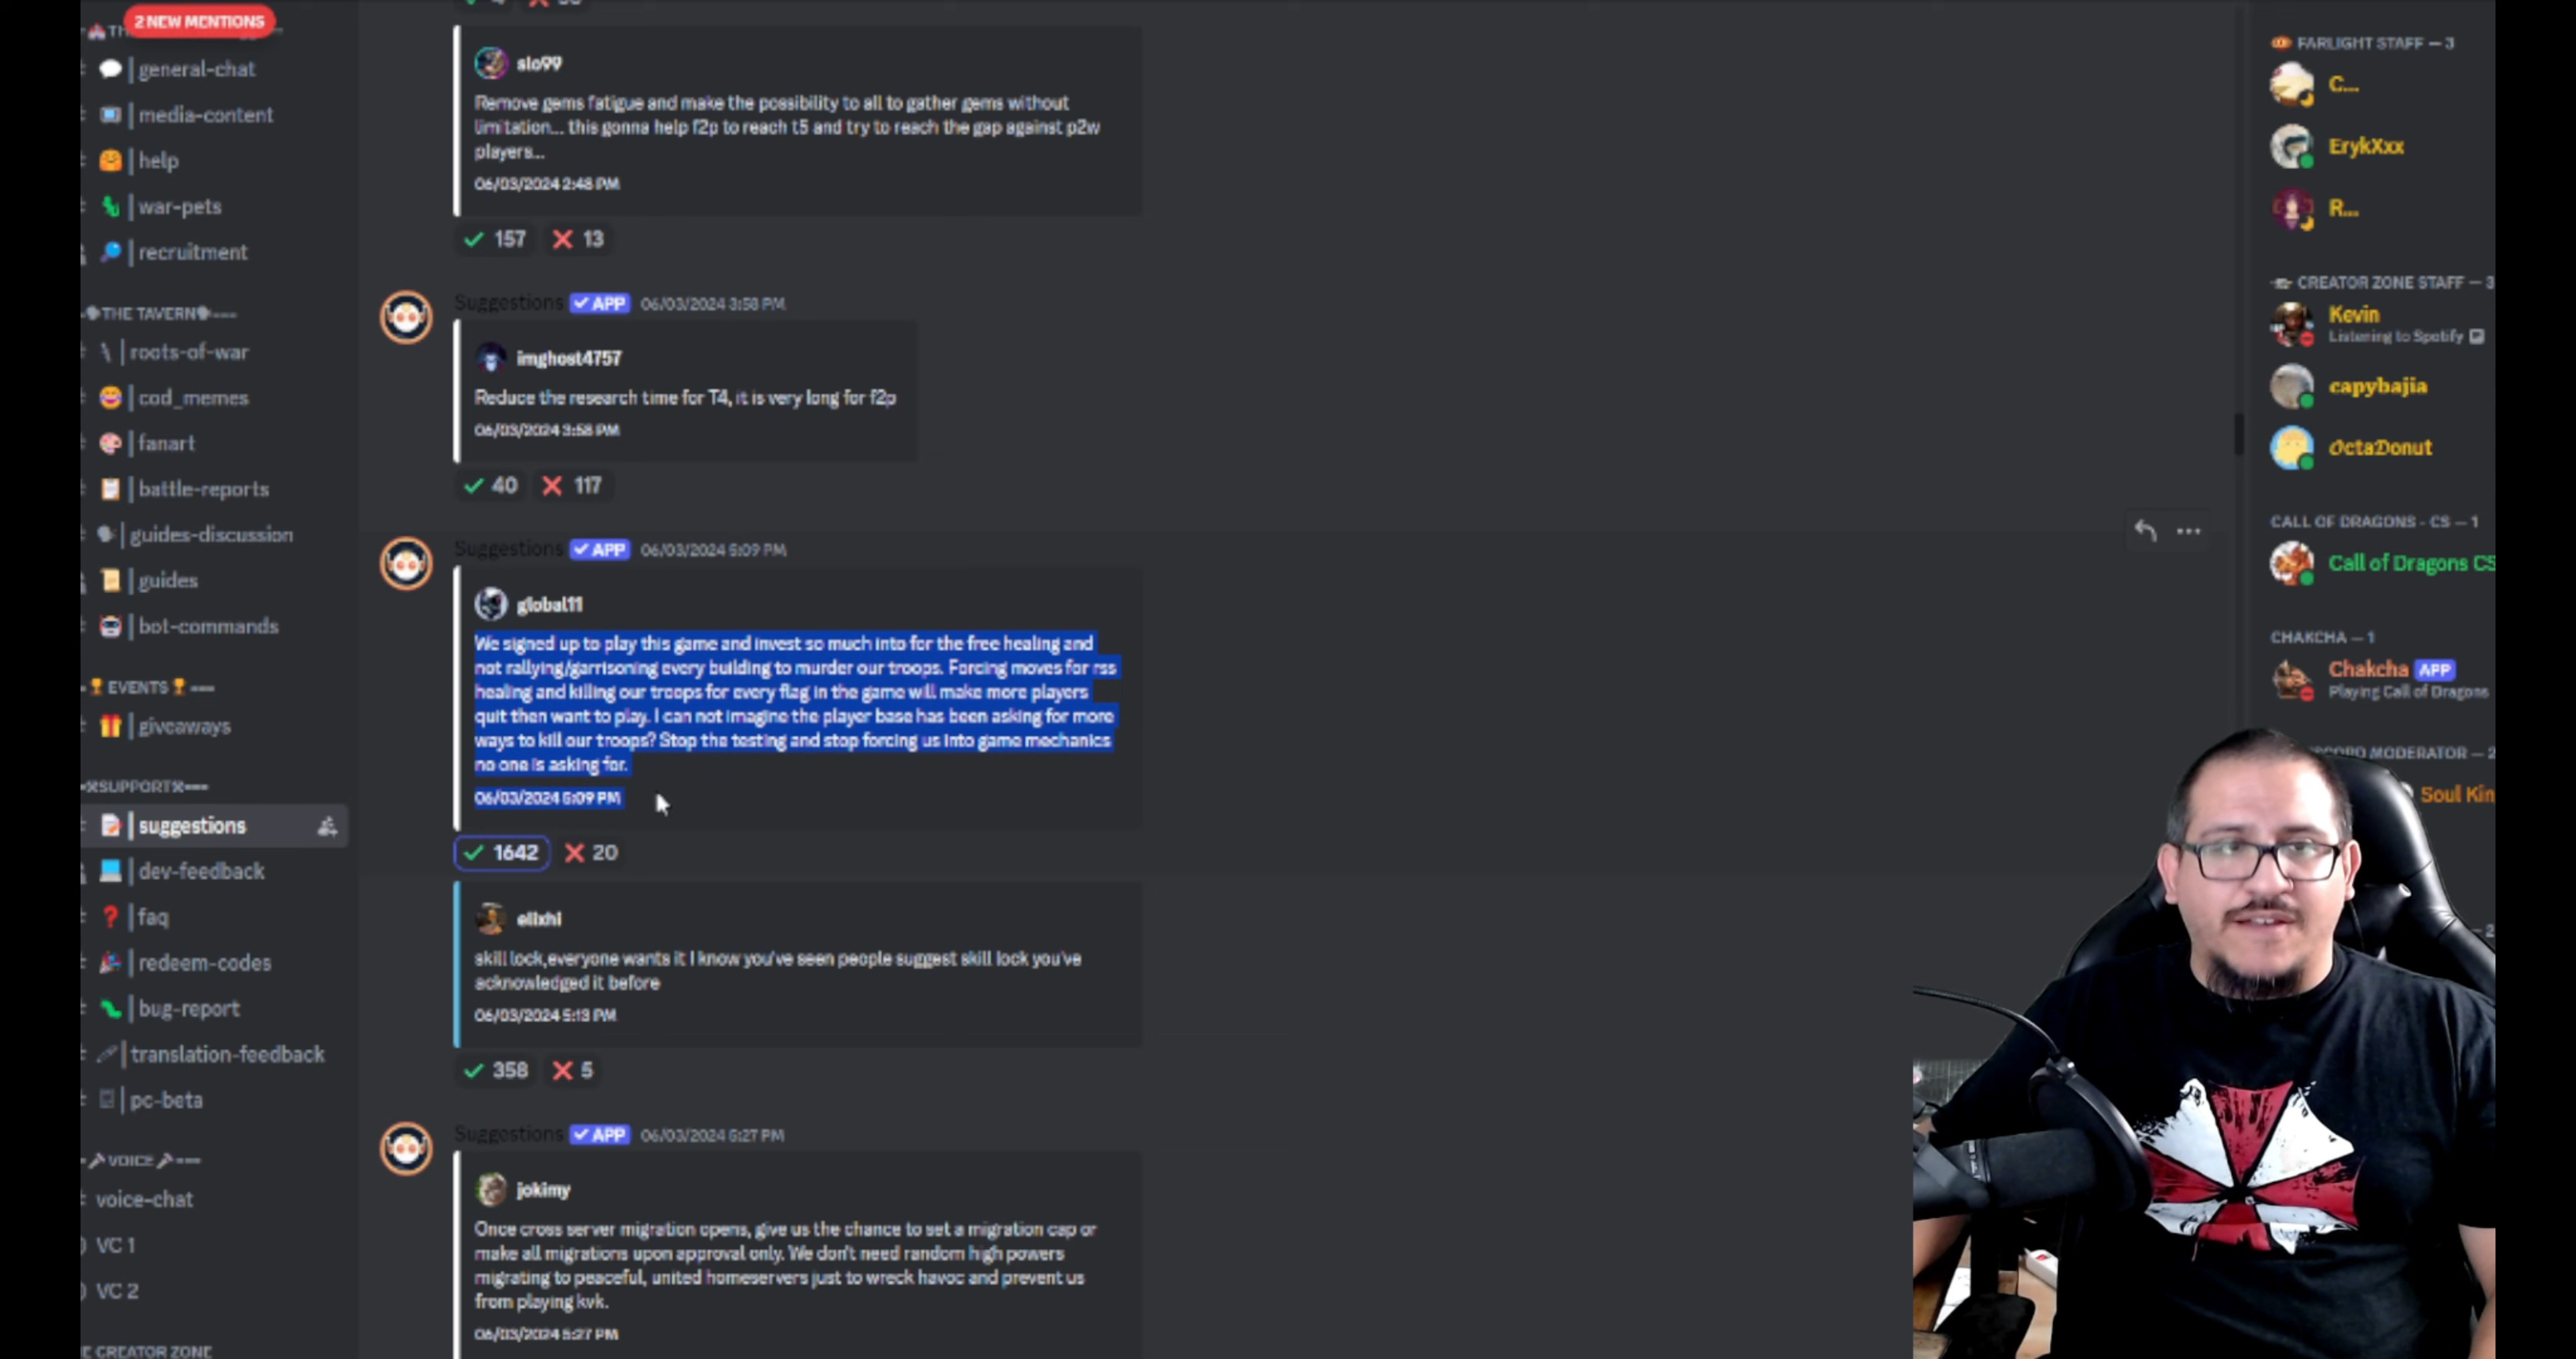 2 NEW MENTIONS
general-chat
media-content
help
war-pets
recruitment
THE TAVERN
roots-of-war
cod_memes
fanart
battle-reports
guides-discussion
guides
bot-commands
EVENTS
giveaways
SUPPORT
suggestions
dev-feedback
faq
redeem-codes
bug-report
translation-feedback
pc-beta
VOICE
voice-chat
VC 1
VC 2
CREATOR ZONE
slo99
Remove gems fatigue and make the possibility to all to gather gems without
limitation... this gonna help f2p to reach t5 and try to reach the gap against p2w
players...
06/03/2024 2:48 PM
157 13
Suggestions APP 06/03/2024 3:58 PM
imghost4757
Reduce the research time for T4, it is very long for f2p
06/03/2024 3:58 PM
40 117
Suggestions APP 06/03/2024 5:09 PM
global11
We signed up to play this game and invest so much into for the free healing and
not rallying/garrisoning every building to murder our troops. Forcing moves for rss
healing and killing our troops for every flag in the game will make more players
quit then want to play. I can not imagine the player base has been asking for more
ways to kill our troops? Stop the testing and stop forcing us into game mechanics
no one is asking for.
06/03/2024 5:09 PM
1642 20
elixhi
skill lock,everyone wants it I know you've seen people suggest skill lock you've
acknowledged it before
06/03/2024 5:13 PM
358 5
Suggestions APP 06/03/2024 5:27 PM
jokimy
Once cross server migration opens, give us the chance to set a migration cap or
make all migrations upon approval only. We don't need random high powers
migrating to peaceful, united homeservers just to wreck havoc and prevent us
from playing kvk.
06/03/2024 5:27 PM
FARLIGHT STAFF — 3
C...
ErykXxx
R...
CREATOR ZONE STAFF — 3
Kevin
Listening to Spotify
capybajia
OctaDonut
CALL OF DRAGONS - CS — 1
Call of Dragons CS
CHAKCHA — 1
Chakcha APP
Playing Call of Dragons
MODERATOR — 2
Soul Kin